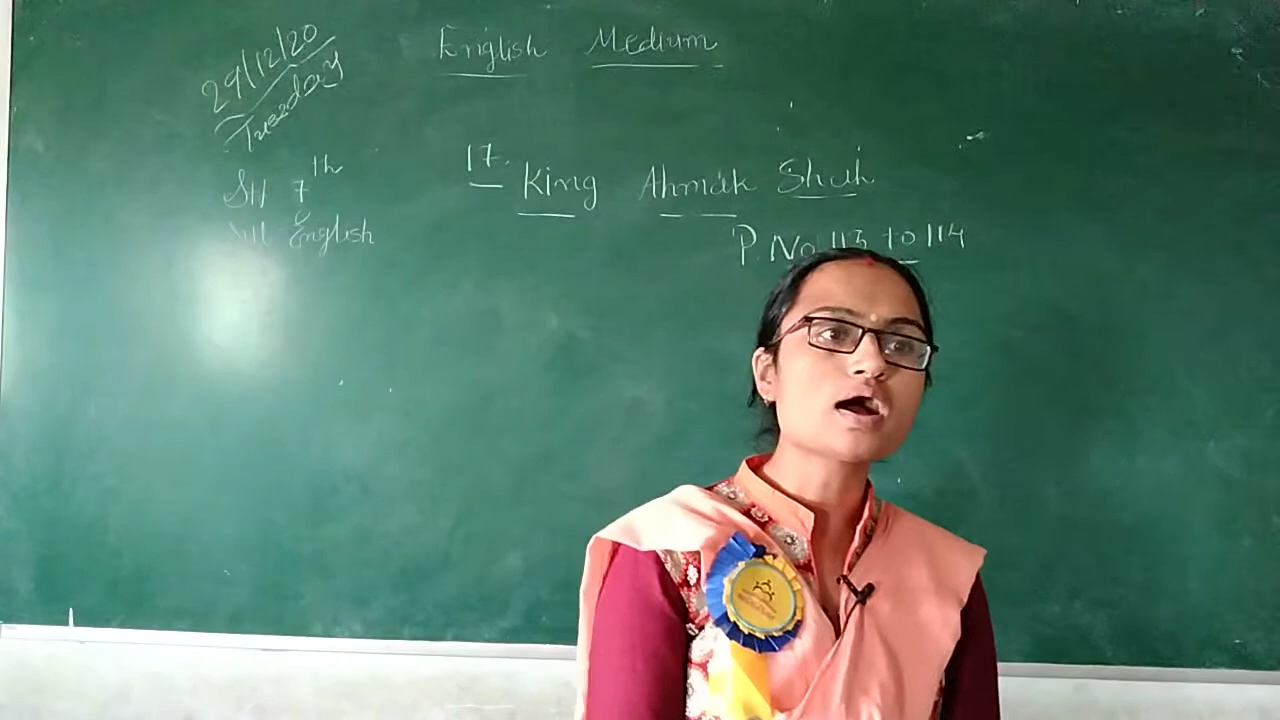 29/12/20
Tuesday
English Medium
Std 7th
English
17. King Ahmak Shah
P. No 113 to 114